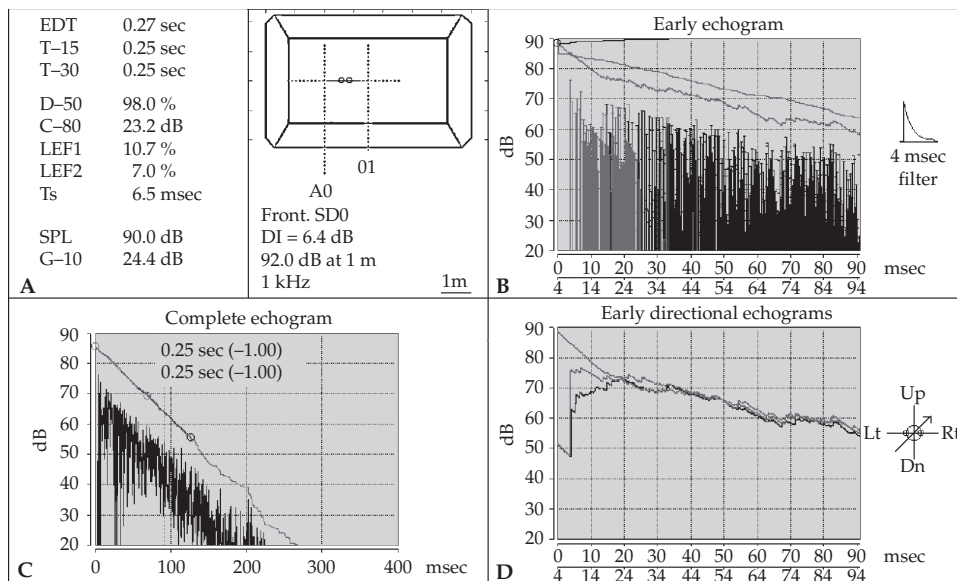 EDT 0.27 sec
T–15 0.25 sec
T–30 0.25 sec
D–50 98.0 %
C–80 23.2 dB
LEF1 10.7 %
LEF2 7.0 %
Ts 6.5 msec
SPL 90.0 dB
G–10 24.4 dB
A
A0
01
Front. SD0
DI = 6.4 dB
92.0 dB at 1 m
1 kHz
1m
Early echogram
90
80
70
60
50
40
30
20
dB
0 10 20 30 40 50 60 70 80 90 msec
4 14 24 34 44 54 64 74 84 94
4 msec
filter
B
Complete echogram
0.25 sec (–1.00)
0.25 sec (–1.00)
90
80
70
60
50
40
30
20
dB
0 100 200 300 400 msec
C
Early directional echograms
90
80
70
60
50
40
30
20
dB
0 10 20 30 40 50 60 70 80 90 msec
4 14 24 34 44 54 64 74 84 94
Up
Lt Rt
Dn
D